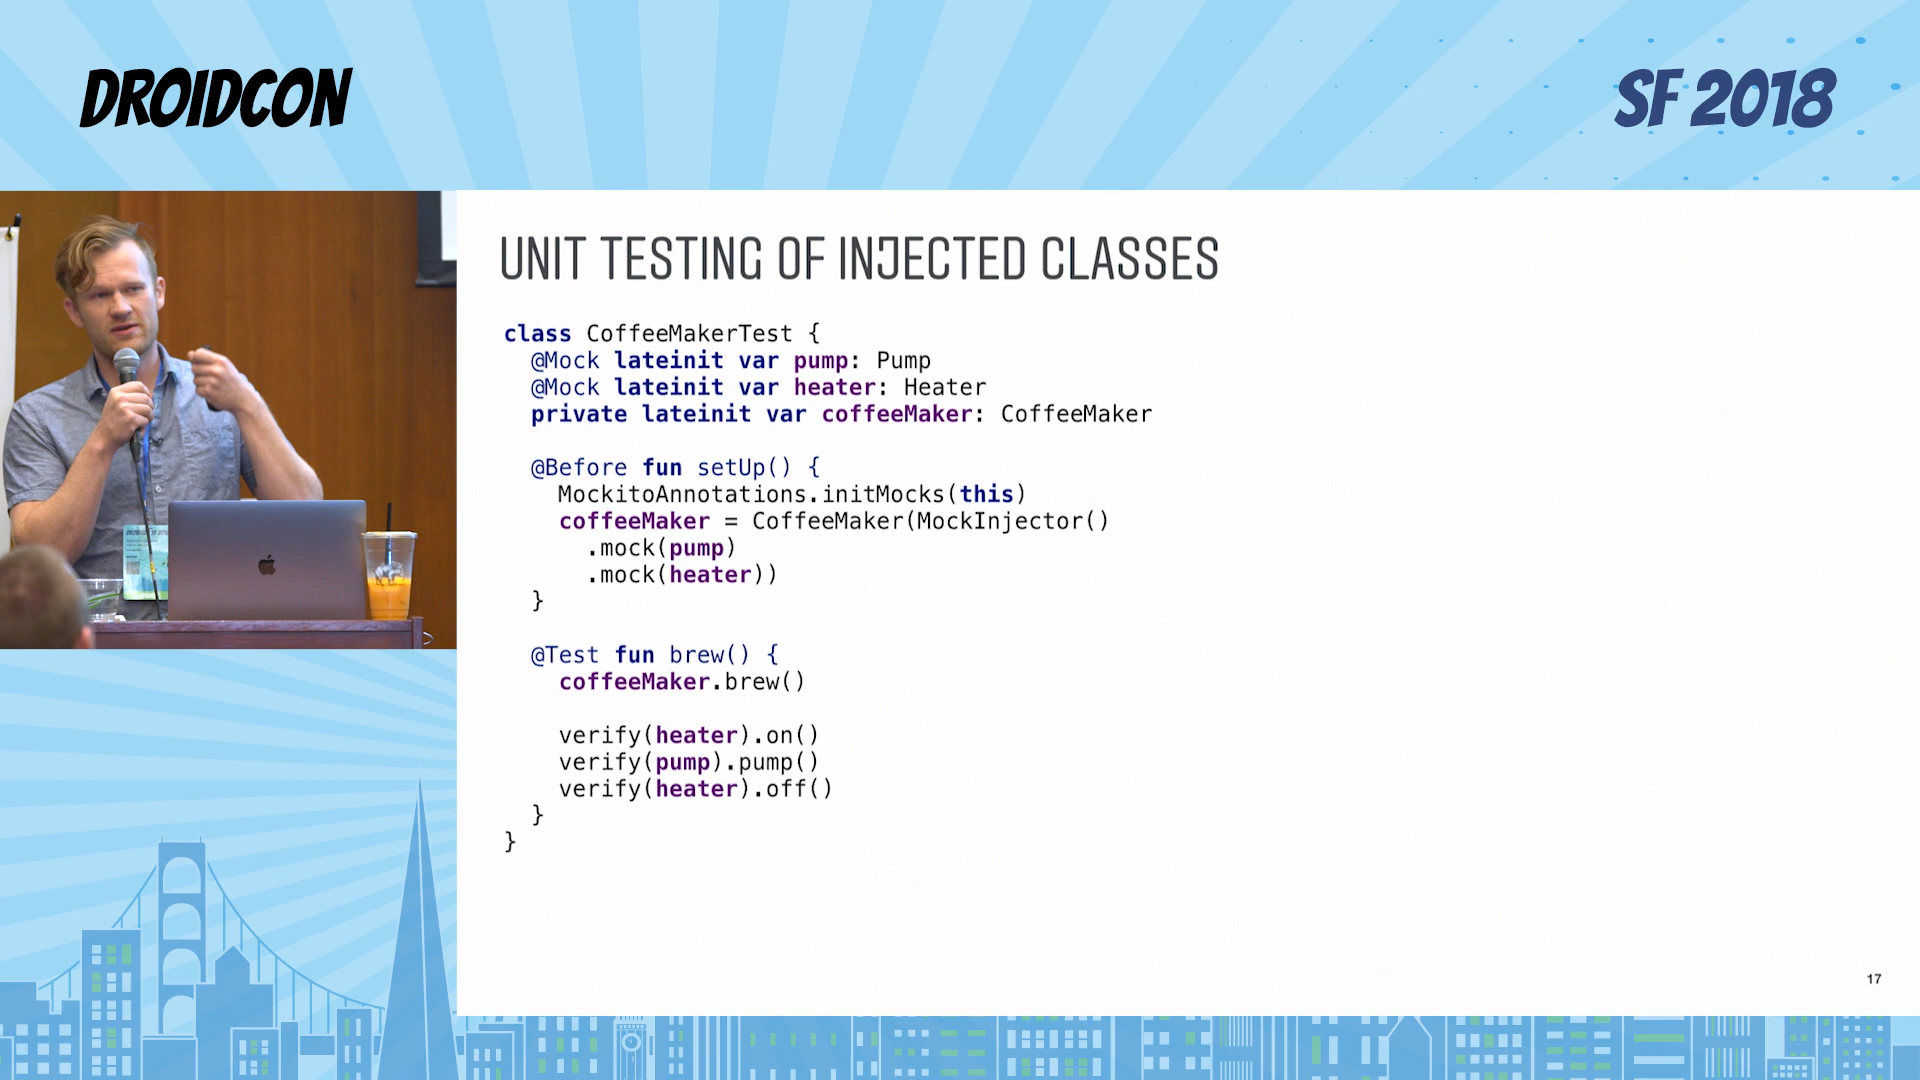 DROIDCON
SF 2018
UNIT TESTING OF INJECTED CLASSES
class CoffeeMakerTest {
@Mock lateinit var pump: Pump
@Mock lateinit var heater: Heater
private lateinit var coffeeMaker: CoffeeMaker
@Before fun setUp() {
MockitoAnnotations.initMocks(this)
coffeeMaker = CoffeeMaker(MockInjector()
.mock(pump)
.mock(heater))
}
@Test fun brew() {
coffeeMaker.brew()
verify(heater).on()
verify(pump).pump()
verify(heater).off()
}
}
17